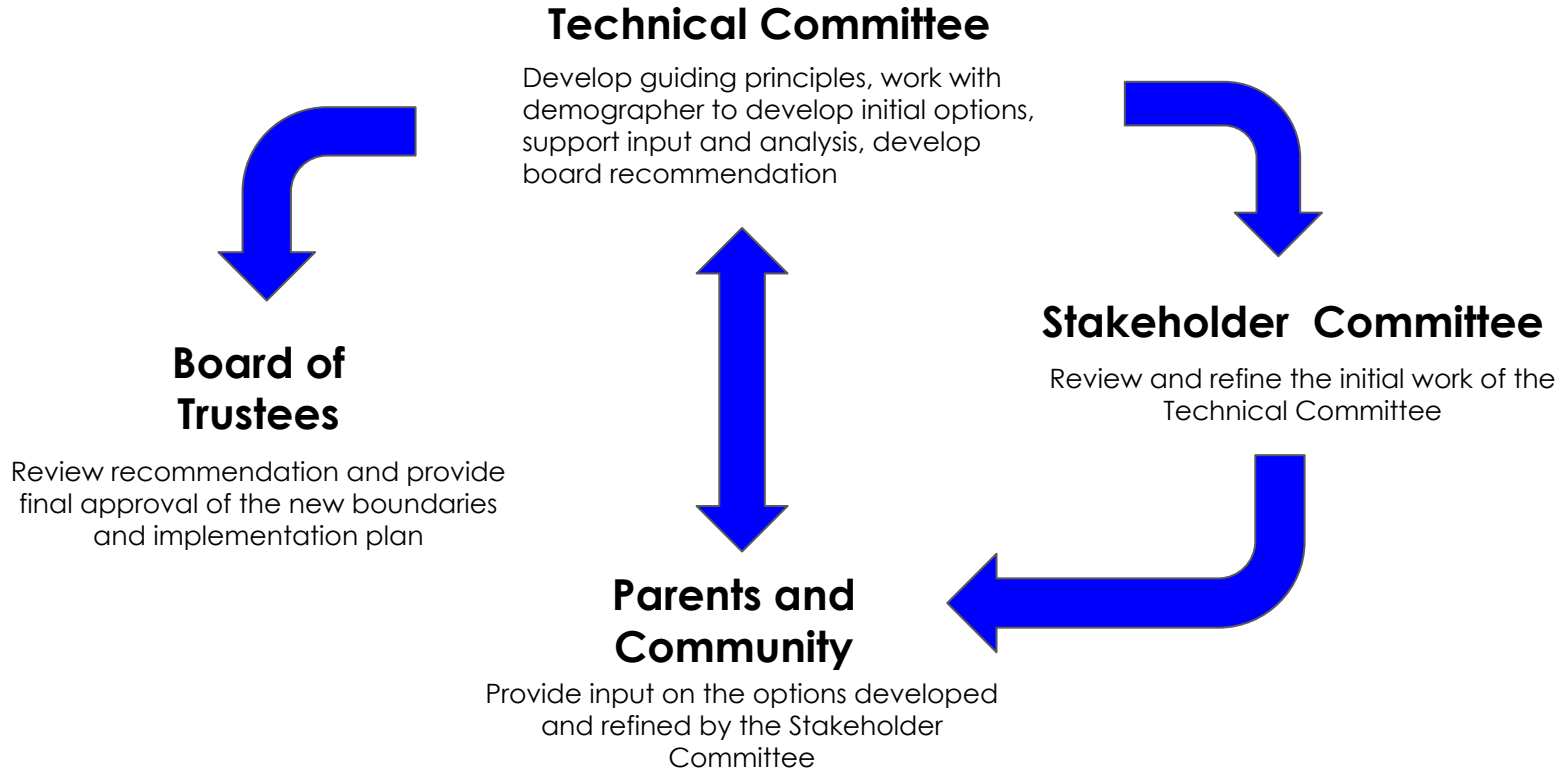 Technical Committee
Develop guiding principles, work with
demographer to develop initial options,
support input and analysis, develop
board recommendation
Stakeholder  Committee
Review and refine the initial work of the
Technical Committee
Board of
Trustees
Review recommendation and provide
final approval of the new boundaries
and implementation plan
Parents and
Community
Provide input on the options developed
and refined by the Stakeholder
Committee